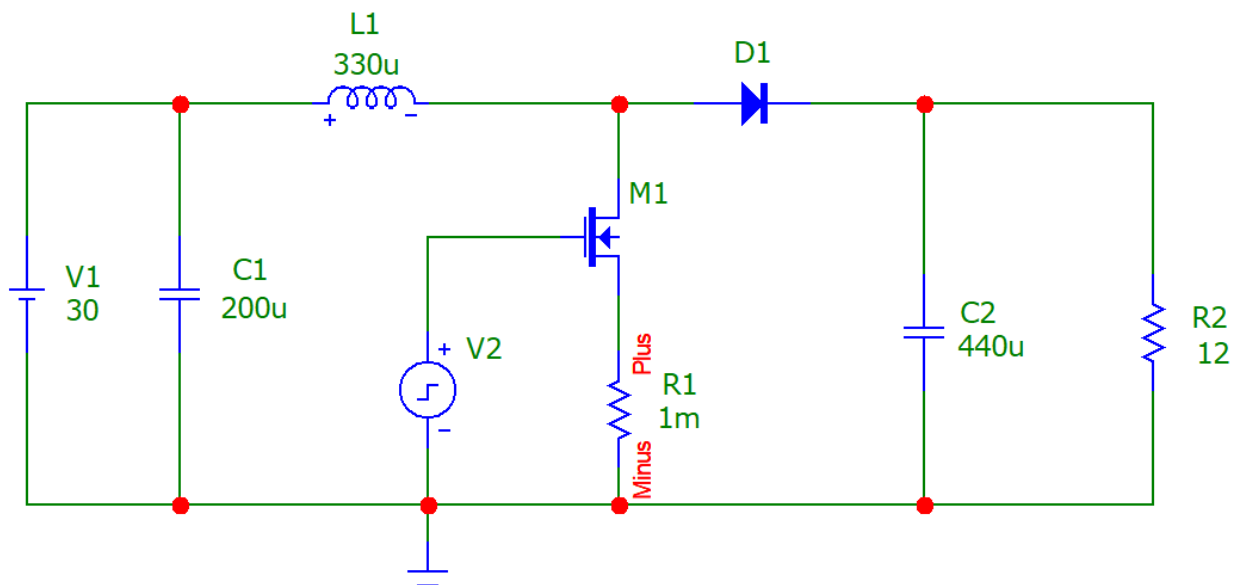 L1
330u
D1
+
-
M1
V1
30
C1
200u
+
V2
-
Plus
R1
1m
Minus
C2
440u
R2
12